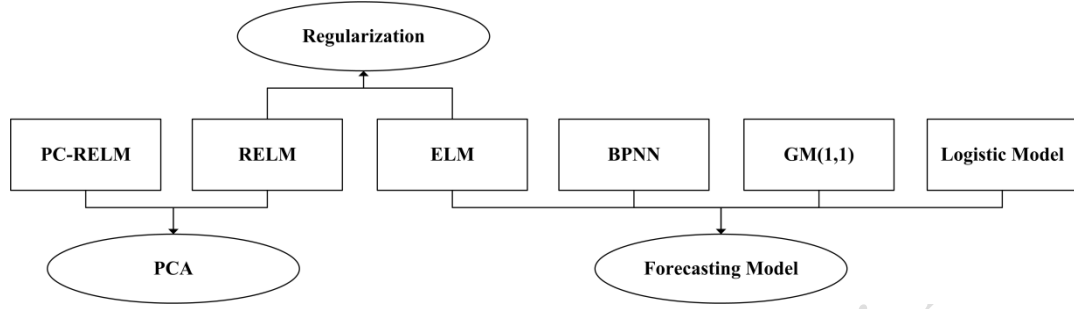 Regularization
PC-RELM
RELM
ELM
BPNN
GM(1,1)
Logistic Model
PCA
Forecasting Model